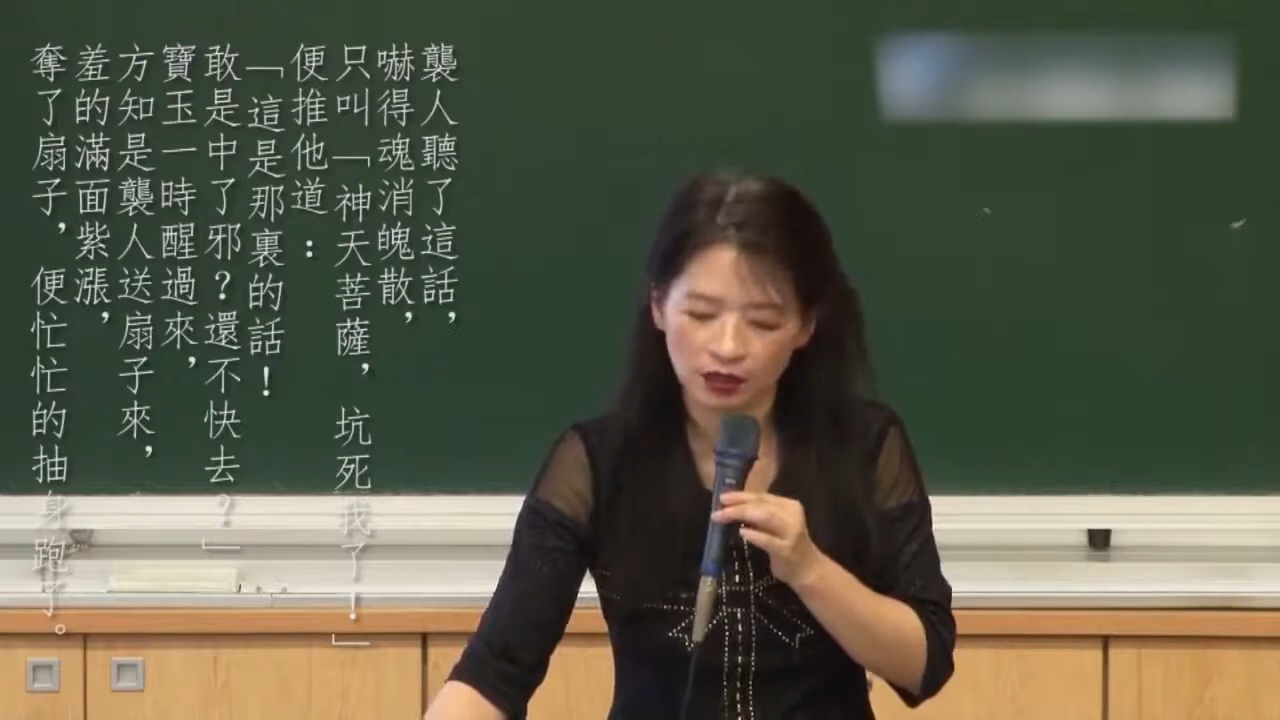 襲人聽了這話，
嚇得魂消魄散，
只叫「神天菩薩，坑死我了！」
便推他道：
「這是那裏的話！
敢是中了邪？還不快去？」
寶玉一時醒過來，
方知是襲人送扇子來，
羞的滿面紫漲，
奪了扇子，便忙忙的抽身跑了。